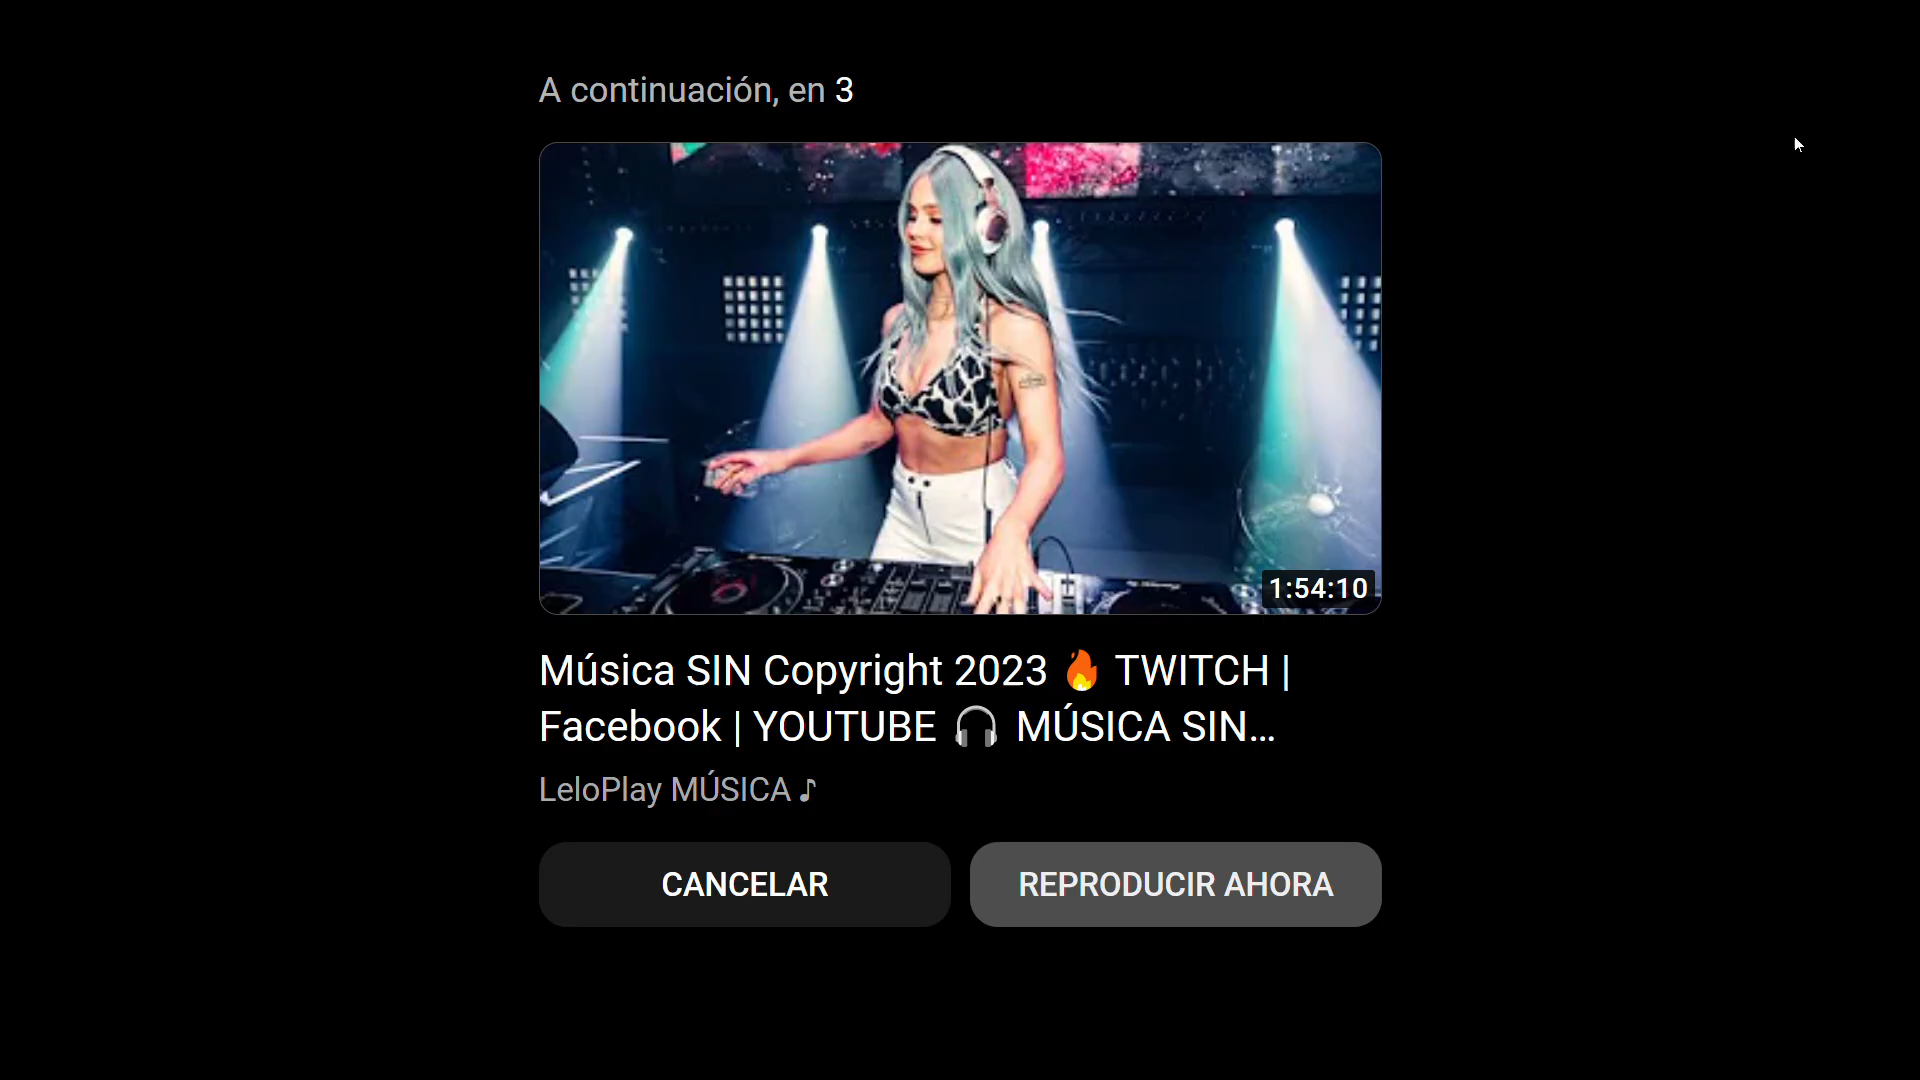 A continuación, en 3
1:54:10
Música SIN Copyright 2023 🔥 TWITCH |
Facebook | YOUTUBE 🎧 MÚSICA SIN...
LeloPlay MÚSICA ♪
CANCELAR
REPRODUCIR AHORA